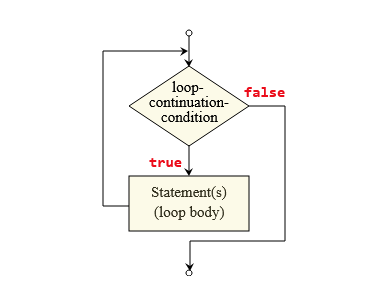 loop-
continuation-
condition
false
true
Statement(s)
(loop body)